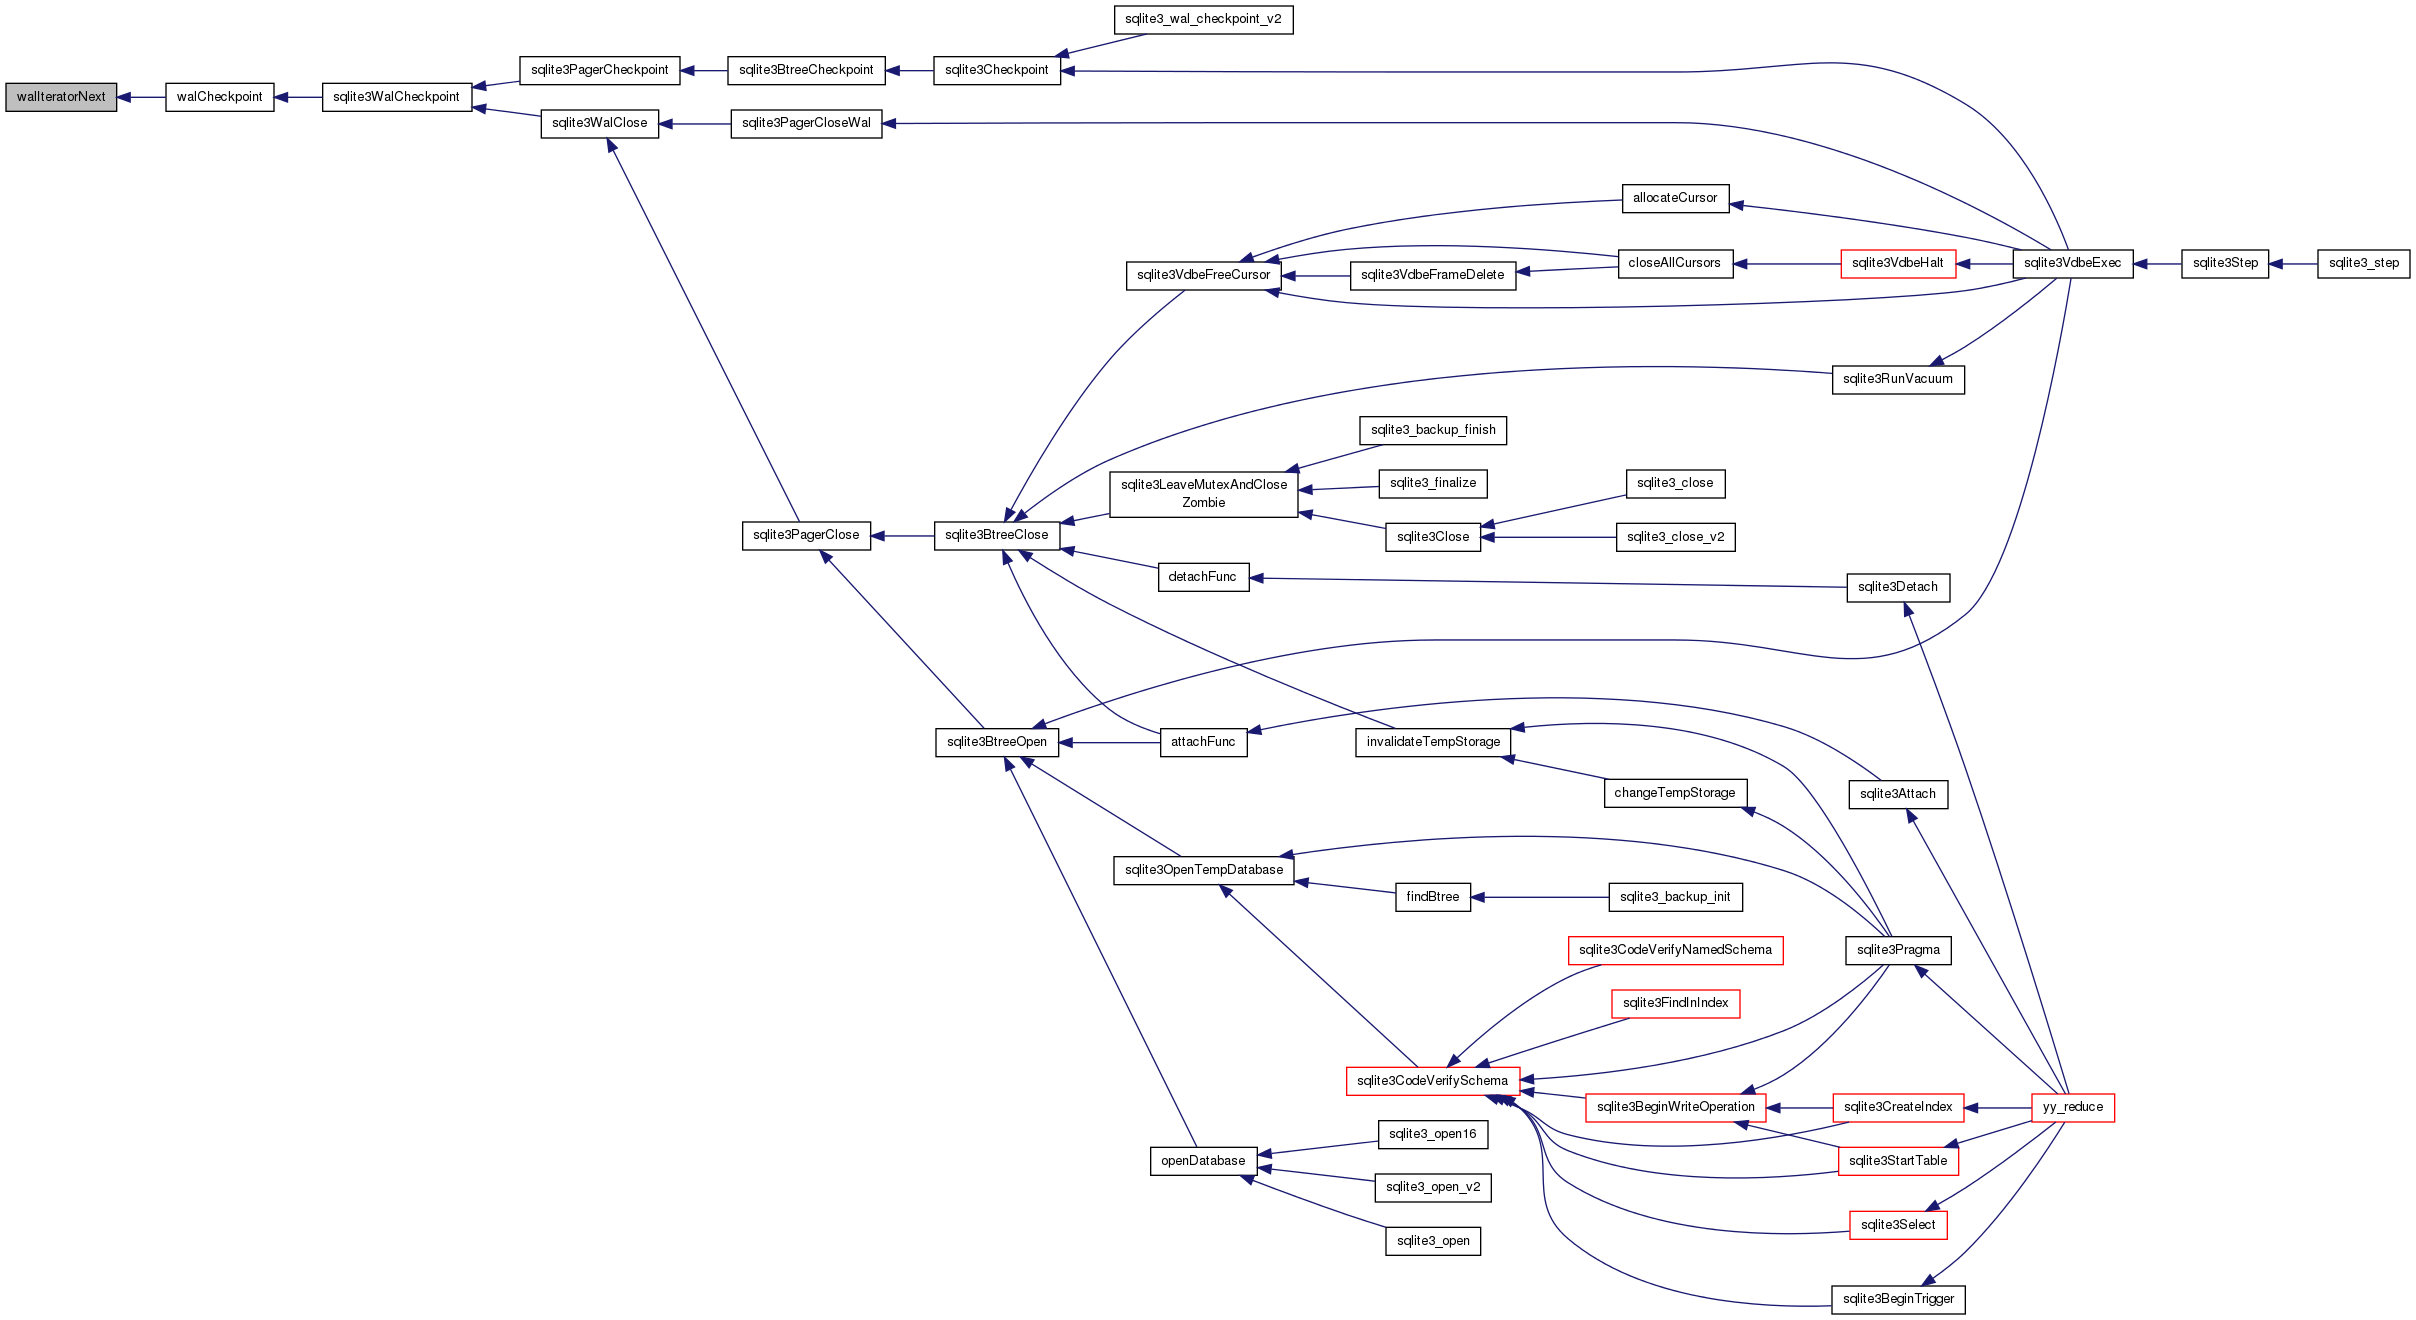 sqlite3_wal_checkpoint_v2
sqlite3PagerCheckpoint
sqlite3BtreeCheckpoint
sqlite3Checkpoint
walIteratorNext
walCheckpoint
sqlite3WalCheckpoint
sqlite3WalClose
sqlite3PagerCloseWal
allocateCursor
sqlite3VdbeFreeCursor
sqlite3VdbeFrameDelete
closeAllCursors
sqlite3VdbeHalt
sqlite3VdbeExec
sqlite3Step
sqlite3_step
sqlite3RunVacuum
sqlite3_backup_finish
sqlite3LeaveMutexAndClose
Zombie
sqlite3_finalize
sqlite3_close
sqlite3PagerClose
sqlite3BtreeClose
sqlite3Close
sqlite3_close_v2
detachFunc
sqlite3Detach
sqlite3BtreeOpen
attachFunc
invalidateTempStorage
changeTempStorage
sqlite3Attach
sqlite3OpenTempDatabase
findBtree
sqlite3_backup_init
sqlite3CodeVerifyNamedSchema
sqlite3Pragma
sqlite3FindInIndex
sqlite3CodeVerifySchema
sqlite3BeginWriteOperation
sqlite3CreateIndex
yy_reduce
sqlite3_open16
openDatabase
sqlite3StartTable
sqlite3_open_v2
sqlite3Select
sqlite3_open
sqlite3BeginTrigger